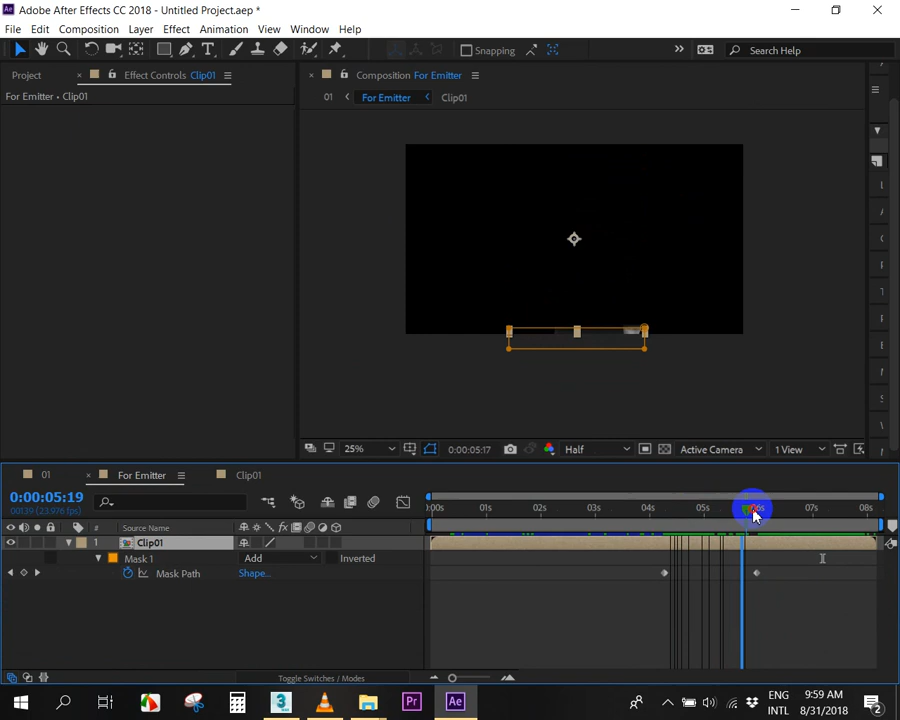 Adobe After Effects CC 2018 - Untitled Project.aep *
File Edit Composition Layer Effect Animation View Window Help
Snapping
Search Help
Project
Effect Controls Clip01
Composition For Emitter
For Emitter • Clip01
01 For Emitter Clip01
25%
0:00:05:17
Half
Active Camera
1 View
01
For Emitter
Clip01
0:00:05:19
00139 (23.976 fps)
:00s 01s 02s 03s 04s 05s 06s 07s 08s
# Source Name
1 Clip01
Mask 1 Add Inverted
Mask Path Shape...
Toggle Switches / Modes
ENG
INTL
9:59 AM
8/31/2018
2